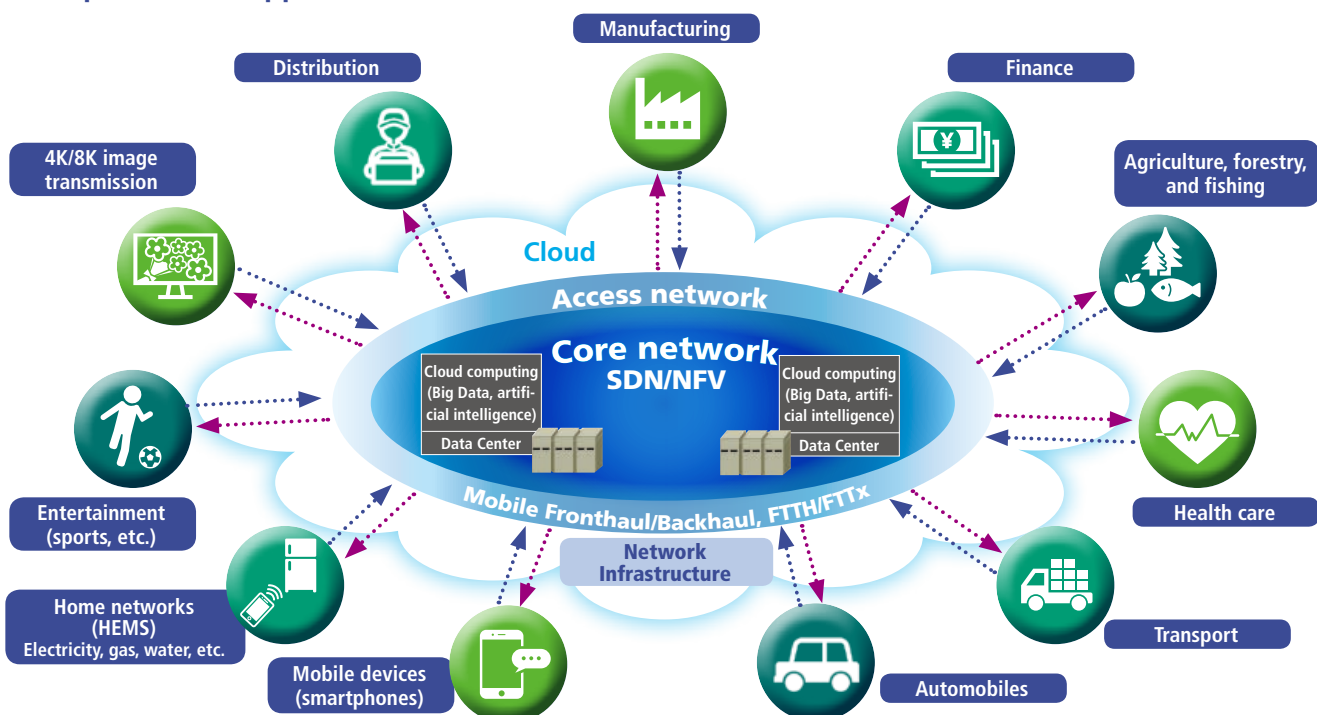 Manufacturing
Distribution
Finance
4K/8K image
transmission
Agriculture, forestry,
and fishing
¥
Cloud
Access network
Core network
SDN/NFV
Cloud computing
(Big Data, artifi-
cial intelligence)
Data Center
Cloud computing
(Big Data, artifi-
cial intelligence)
Data Center
Mobile Fronthaul/Backhaul, FTTH/FTTx
Network
Infrastructure
Entertainment
(sports, etc.)
Health care
Home networks
(HEMS)
Electricity, gas, water, etc.
Mobile devices
(smartphones)
Automobiles
Transport